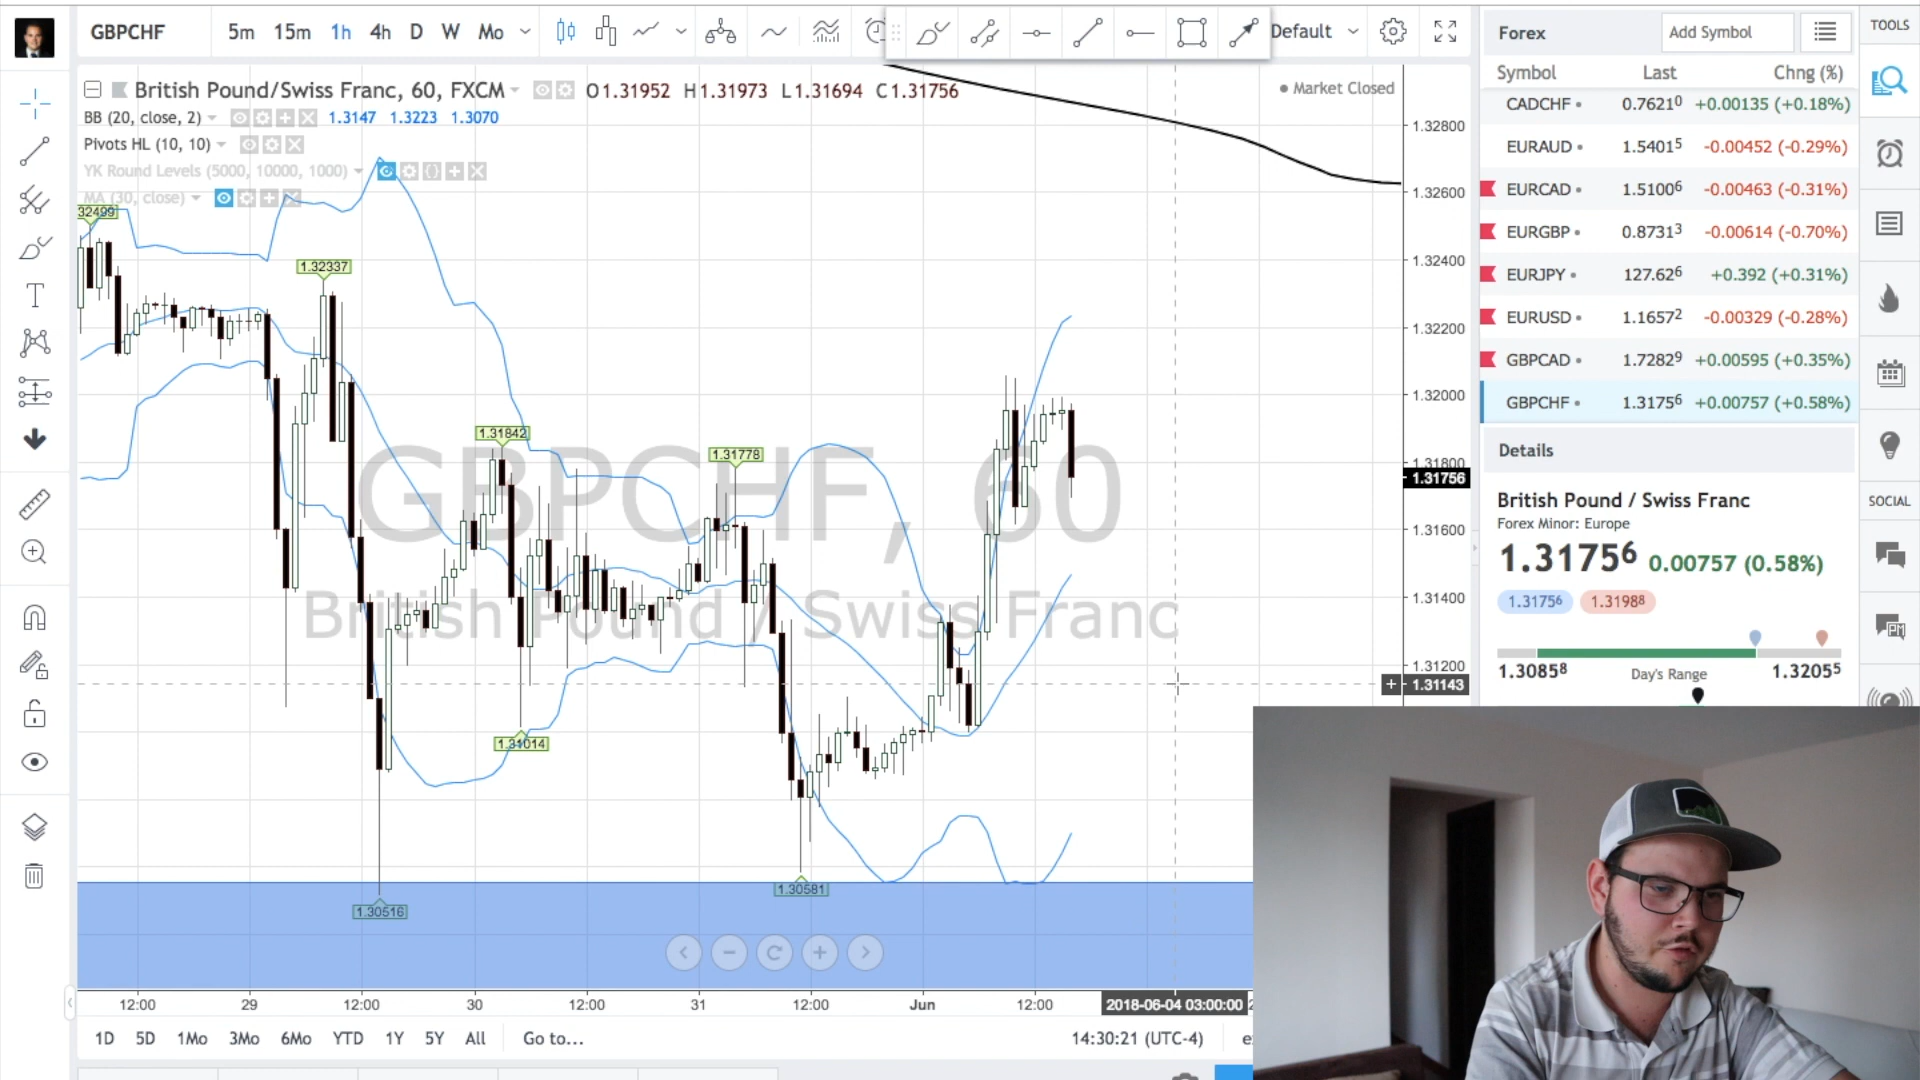 GBPCHF 5m 15m 1h 4h D W Mo Default
British Pound/Swiss Franc, 60, FXCM O1.31952 H1.31973 L1.31694 C1.31756 Market Closed
BB (20, close, 2) 1.3147 1.3223 1.3070
Pivots HL (10, 10)
YK Round Levels (5000, 10000, 1000)
MA (30, close)
32499
1.32337
1.31842
1.31778
1.31014
1.30581
1.30516
GBPCHF, 60
British Pound / Swiss Franc
1.32800
1.32600
1.32400
1.32200
1.32000
1.31800
1.31756
1.31600
1.31400
1.31200
1.31143
12:00 29 12:00 30 12:00 31 12:00 Jun 12:00 2018-06-04 03:00:00
1D 5D 1Mo 3Mo 6Mo YTD 1Y 5Y All Go to... 14:30:21 (UTC-4)
Forex Add Symbol
Symbol Last Chng (%)
CADCHF 0.76210 +0.00135 (+0.18%)
EURAUD 1.54015 -0.00452 (-0.29%)
EURCAD 1.51006 -0.00463 (-0.31%)
EURGBP 0.87313 -0.00614 (-0.70%)
EURJPY 127.626 +0.392 (+0.31%)
EURUSD 1.16572 -0.00329 (-0.28%)
GBPCAD 1.72829 +0.00595 (+0.35%)
GBPCHF 1.31756 +0.00757 (+0.58%)
Details
British Pound / Swiss Franc
Forex Minor: Europe
1.31756 0.00757 (0.58%)
1.31756 1.31988
1.30858 Day's Range 1.32055
TOOLS
SOCIAL
PM